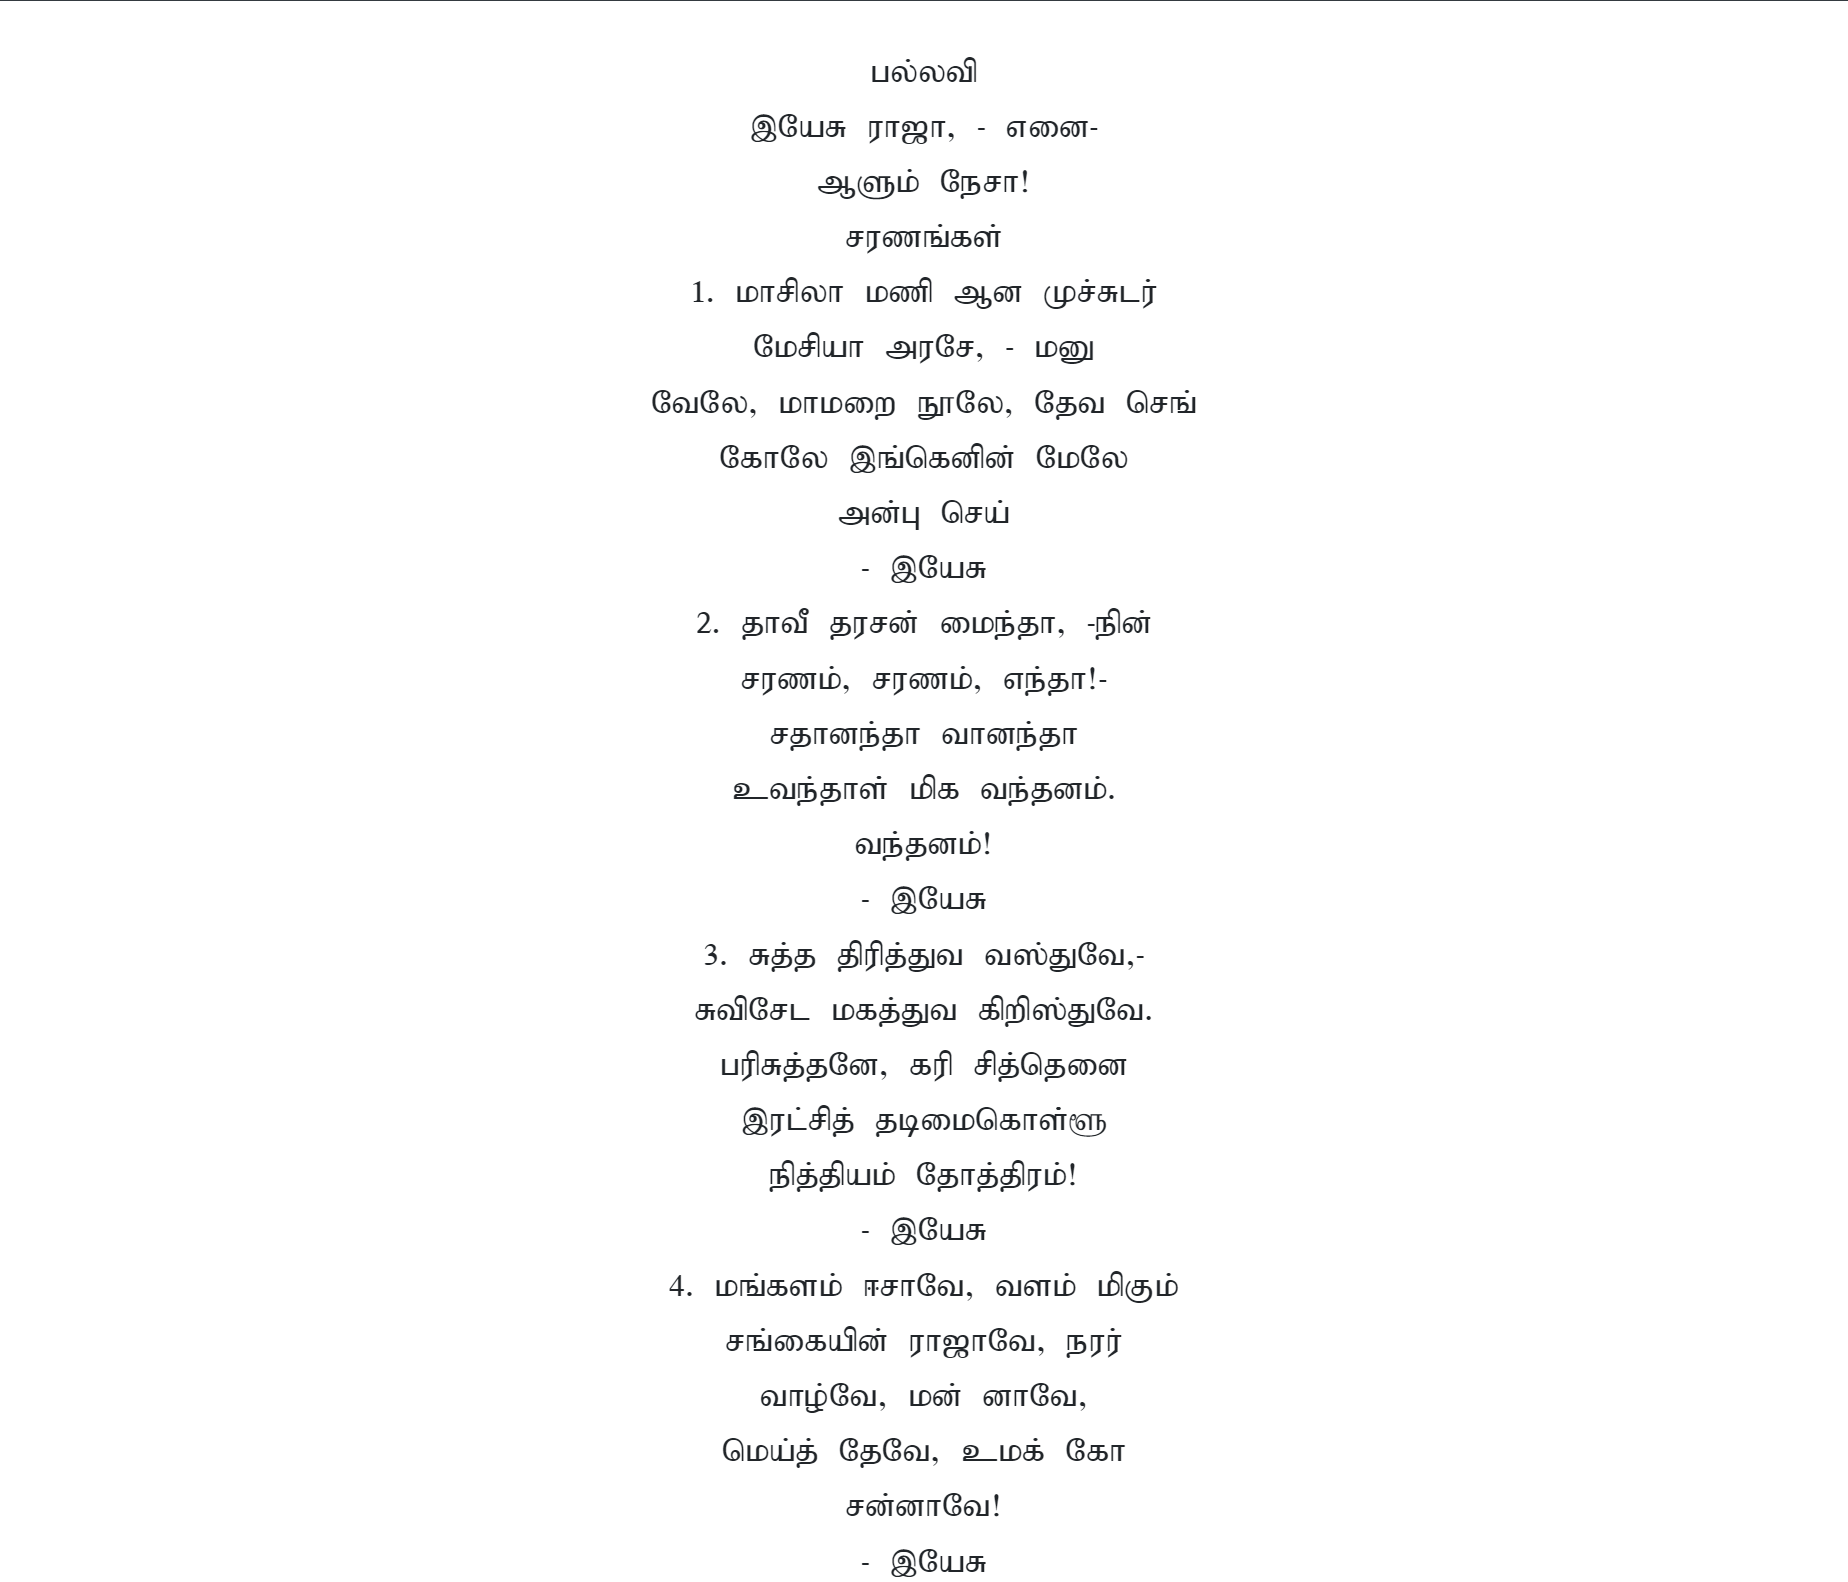 பல்லவி
இயேசு ராஜா, - எனை-
ஆளும் நேசா!
சரணங்கள்
1. மாசிலா மணி ஆன முச்சுடர்
மேசியா அரசே, - மனு
வேலே, மாமறை நூலே, தேவ செங்
கோலே இங்கெனின் மேலே
அன்பு செய்
- இயேசு
2. தாவீ தரசன் மைந்தா, -நின்
சரணம், சரணம், எந்தா!-
சதானந்தா வானந்தா
உவந்தாள் மிக வந்தனம்.
வந்தனம்!
- இயேசு
3. சுத்த திரித்துவ வஸ்துவே,-
சுவிசேட மகத்துவ கிறிஸ்துவே.
பரிசுத்தனே, கரி சித்தெனை
இரட்சித் தடிமைகொள்ளூ
நித்தியம் தோத்திரம்!
- இயேசு
4. மங்களம் ஈசாவே, வளம் மிகும்
சங்கையின் ராஜாவே, நரர்
வாழ்வே, மன் னாவே,
மெய்த் தேவே, உமக் கோ
சன்னாவே!
- இயேசு